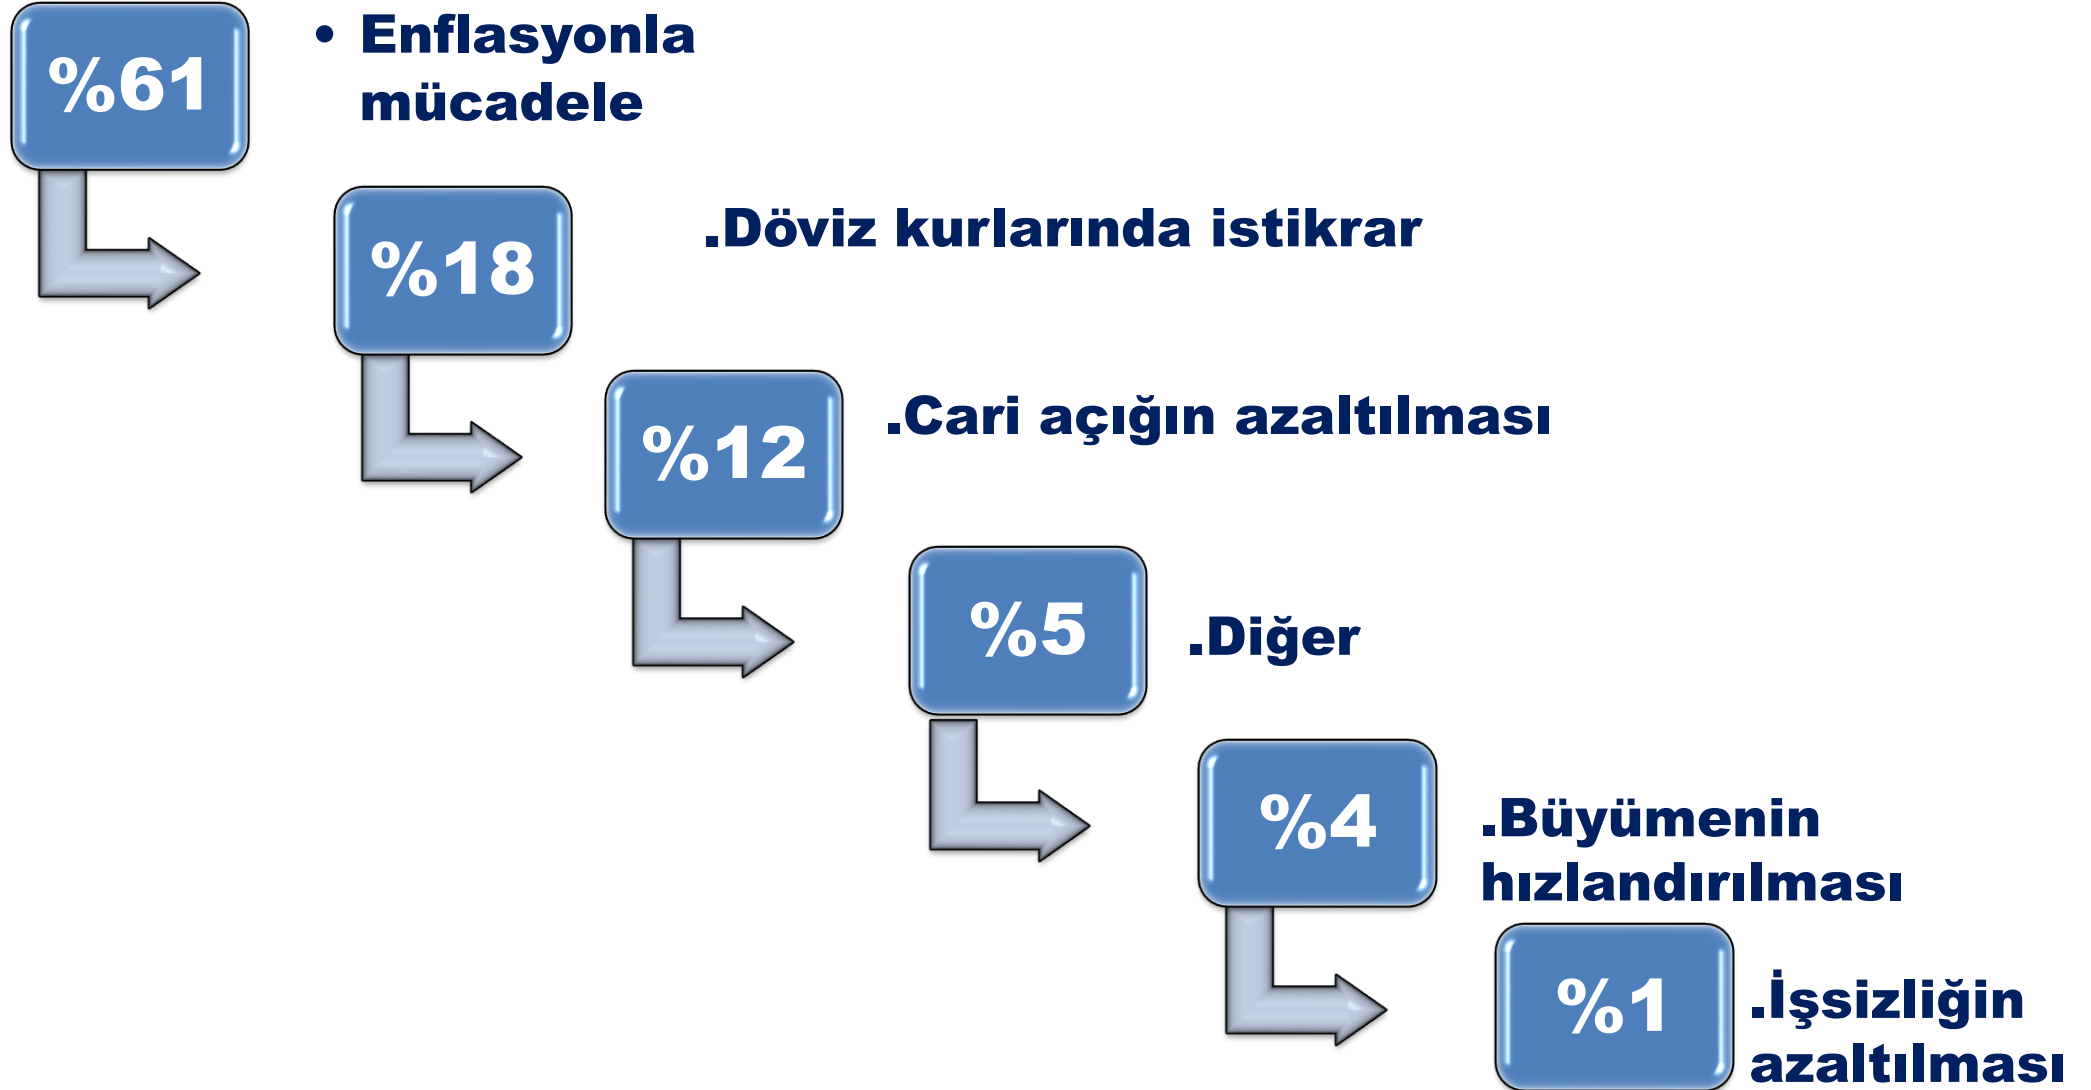 %61
• Enflasyonla
mücadele
%18
.Döviz kurlarında istikrar
%12
.Cari açığın azaltılması
%5
.Diğer
%4
.Büyümenin
hızlandırılması
%1
.İşsizliğin
azaltılması